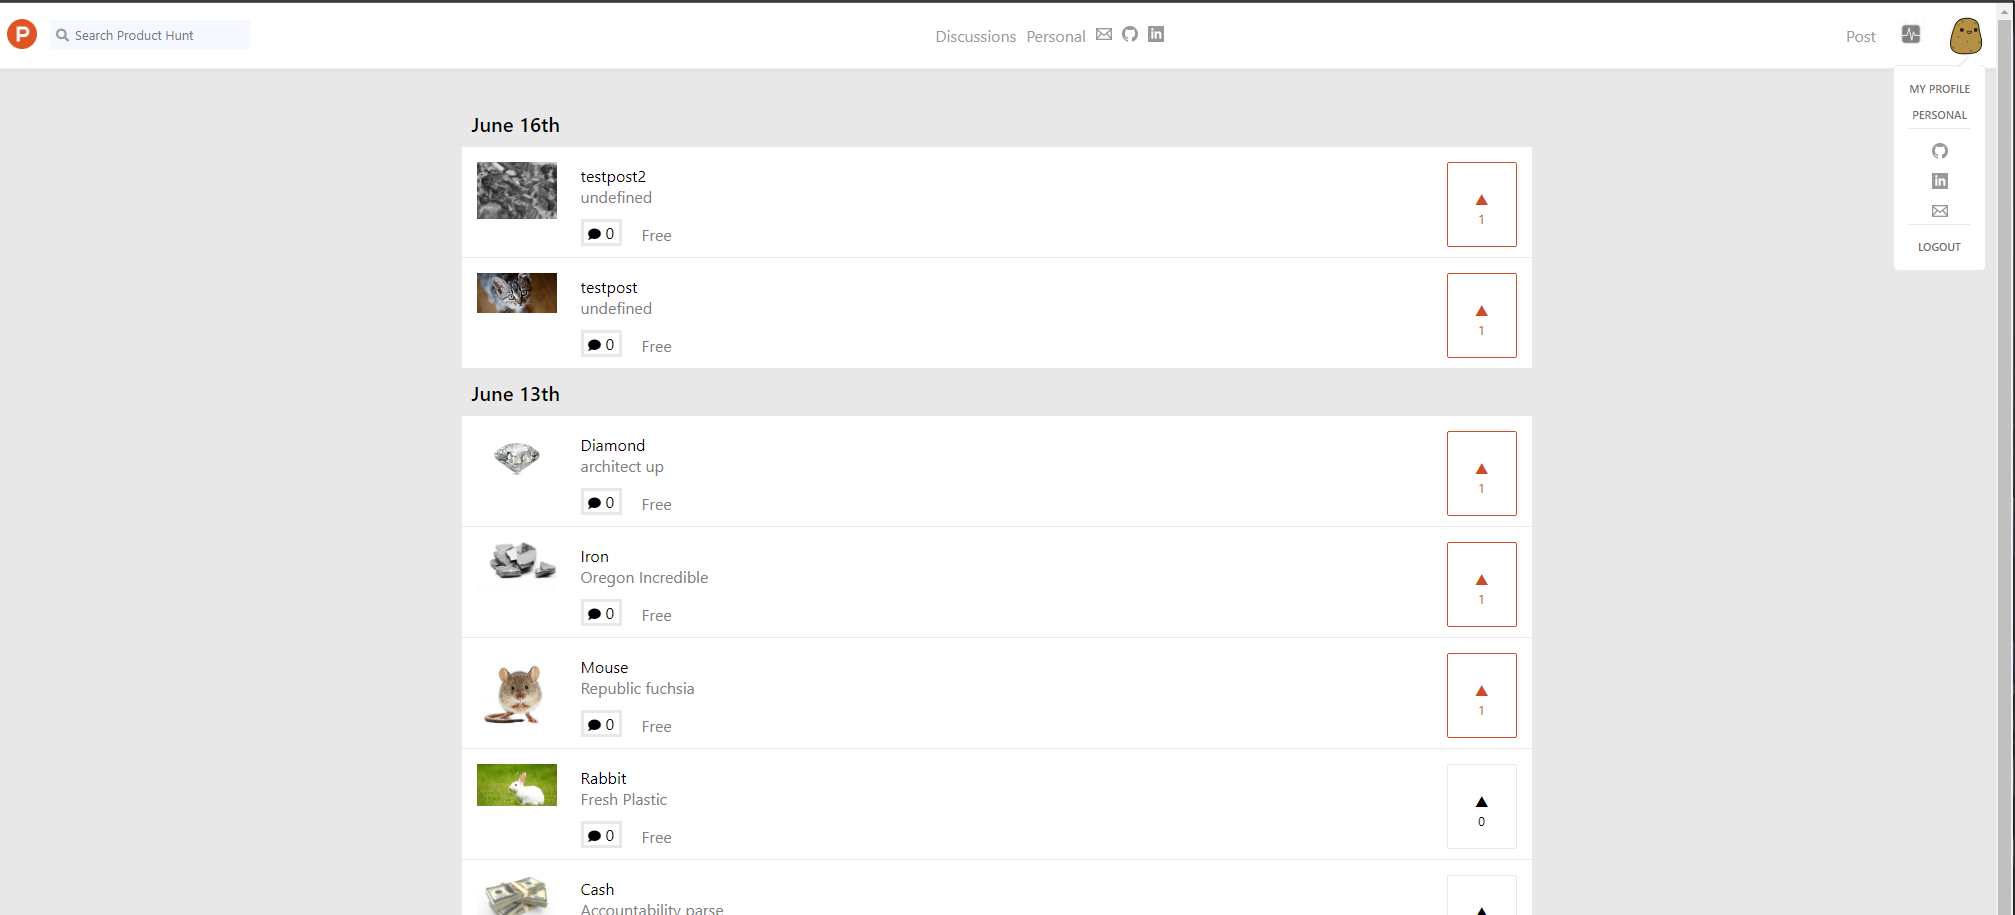 P
Search Product Hunt
Discussions Personal in
Post
MY PROFILE
PERSONAL
in
LOGOUT
June 16th
testpost2
undefined
0 Free
1
testpost
undefined
0 Free
1
June 13th
Diamond
architect up
0 Free
1
Iron
Oregon Incredible
0 Free
1
Mouse
Republic fuchsia
0 Free
1
Rabbit
Fresh Plastic
0 Free
0
Cash
Accountability parse